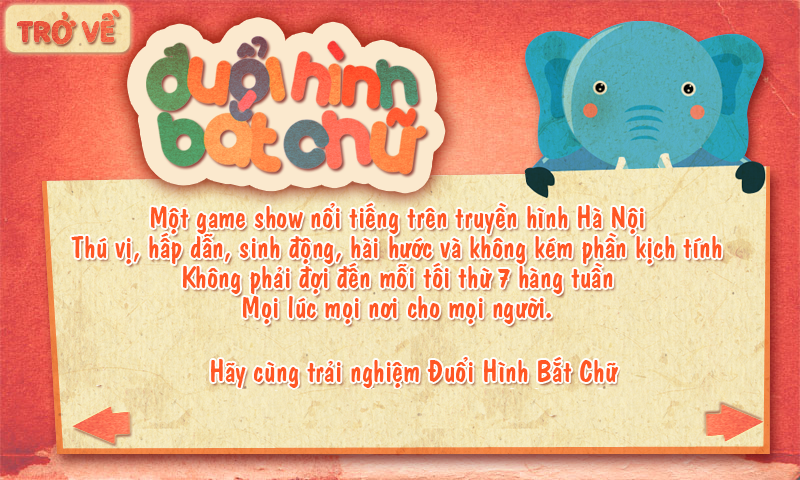 TRỞ VỀ
đuổi hình
bắt chữ
Một game show nổi tiếng trên truyền hình Hà Nội
Thú vị, hấp dẫn, sinh động, hài hước và không kém phần kịch tính
Không phải đợi đến mỗi tối thừ 7 hàng tuần
Mọi lúc mọi nơi cho mọi người.
Hãy cùng trải nghiệm Đuổi Hình Bắt Chữ